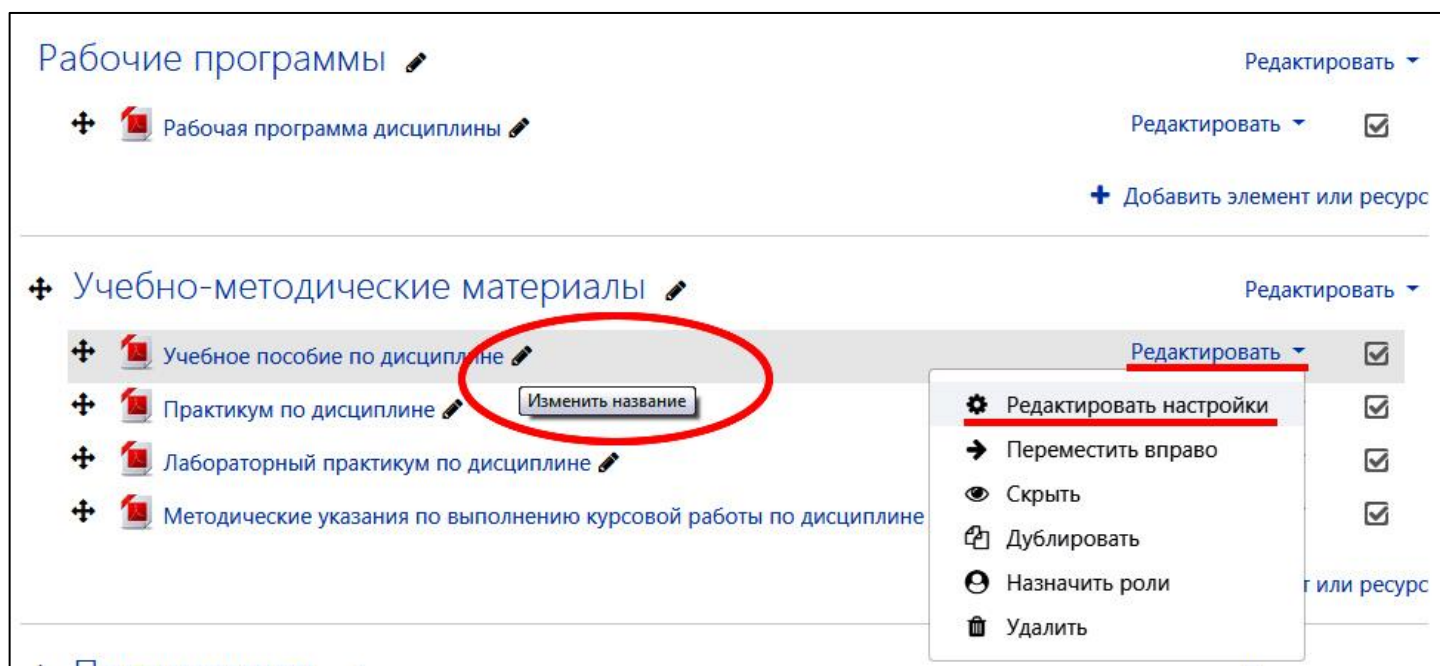 Рабочие программы
Редактировать
Рабочая программа дисциплины
Редактировать
Добавить элемент или ресурс
Учебно-методические материалы
Редактировать
Учебное пособие по дисциплине
Редактировать
Изменить название
Практикум по дисциплине
Редактировать настройки
Лабораторный практикум по дисциплине
Переместить вправо
Скрыть
Методические указания по выполнению курсовой работы по дисциплине
Дублировать
Назначить роли
или ресурс
Удалить